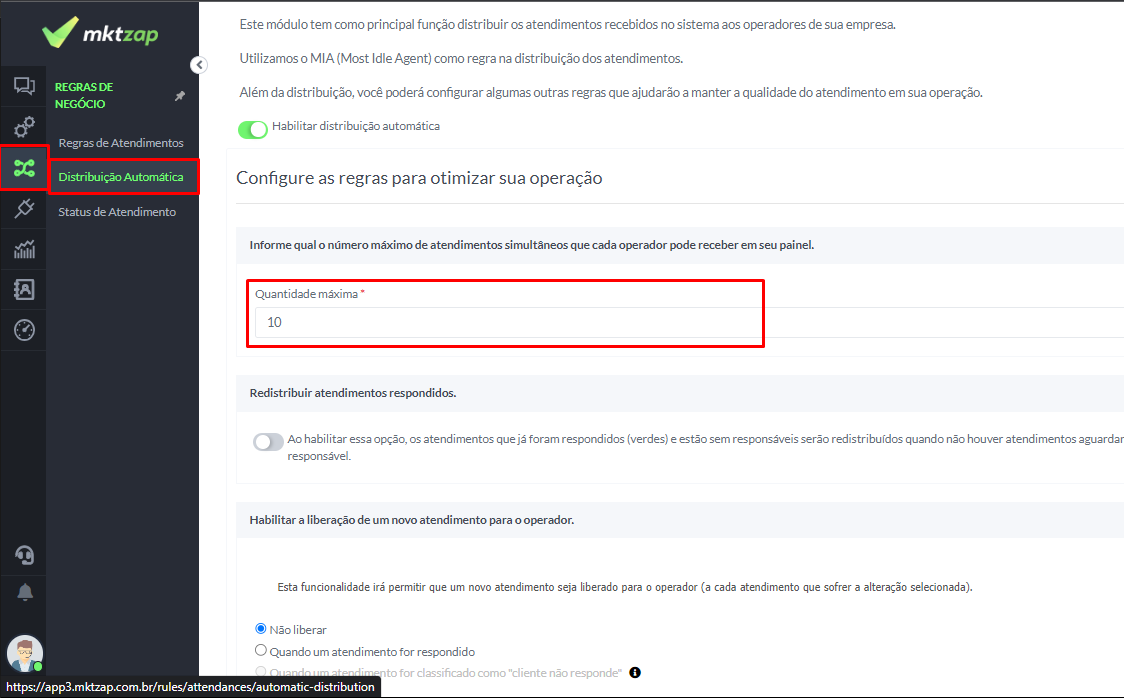 mktzap
REGRAS DE
NEGÓCIO
Regras de Atendimentos
Distribuição Automática
Status de Atendimento
Este módulo tem como principal função distribuir os atendimentos recebidos no sistema aos operadores de sua empresa.
Utilizamos o MIA (Most Idle Agent) como regra na distribuição dos atendimentos.
Além da distribuição, você poderá configurar algumas outras regras que ajudarão a manter a qualidade do atendimento em sua operação.
Habilitar distribuição automática
Configure as regras para otimizar sua operação
Informe qual o número máximo de atendimentos simultâneos que cada operador pode receber em seu painel.
Quantidade máxima *
10
Redistribuir atendimentos respondidos.
Ao habilitar essa opção, os atendimentos que já foram respondidos (verdes) e estão sem responsáveis serão redistribuídos quando não houver atendimentos aguardar
responsável.
Habilitar a liberação de um novo atendimento para o operador.
Esta funcionalidade irá permitir que um novo atendimento seja liberado para o operador (a cada atendimento que sofrer a alteração selecionada).
Não liberar
Quando um atendimento for respondido
Quando um atendimento for classificado como "cliente não responde"
https://app3.mktzap.com.br/rules/attendances/automatic-distribution